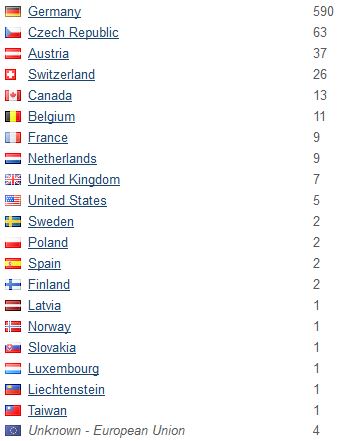 Germany 590
Czech Republic 63
Austria 37
Switzerland 26
Canada 13
Belgium 11
France 9
Netherlands 9
United Kingdom 7
United States 5
Sweden 2
Poland 2
Spain 2
Finland 2
Latvia 1
Norway 1
Slovakia 1
Luxembourg 1
Liechtenstein 1
Taiwan 1
Unknown - European Union 4